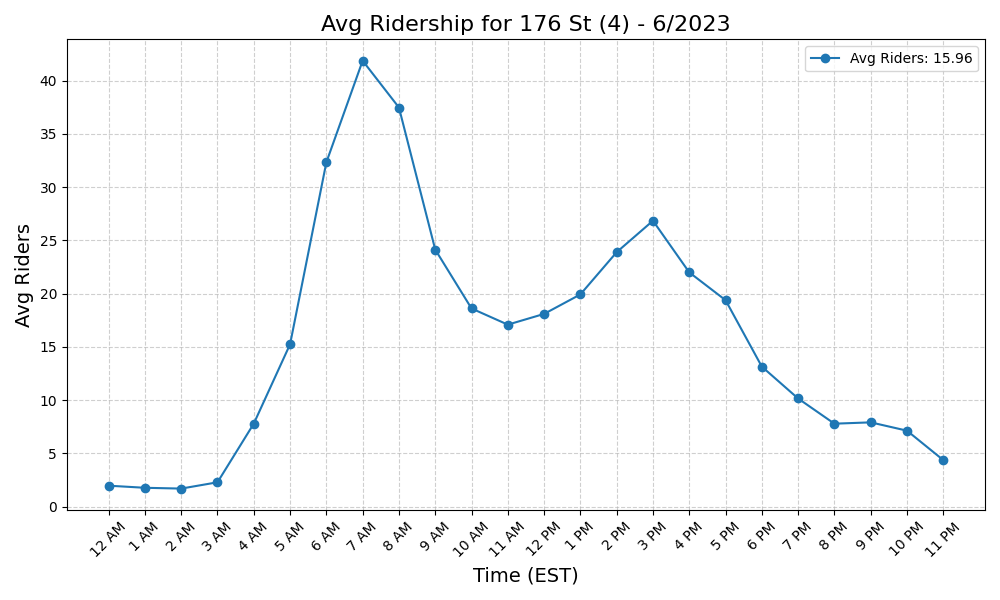 Avg Ridership for 176 St (4) - 6/2023
Avg Riders: 15.96
Avg Riders
40
35
30
25
20
15
10
5
0
12 AM
1 AM
2 AM
3 AM
4 AM
5 AM
6 AM
7 AM
8 AM
9 AM
10 AM
11 AM
12 PM
1 PM
2 PM
3 PM
4 PM
5 PM
6 PM
7 PM
8 PM
9 PM
10 PM
11 PM
Time (EST)